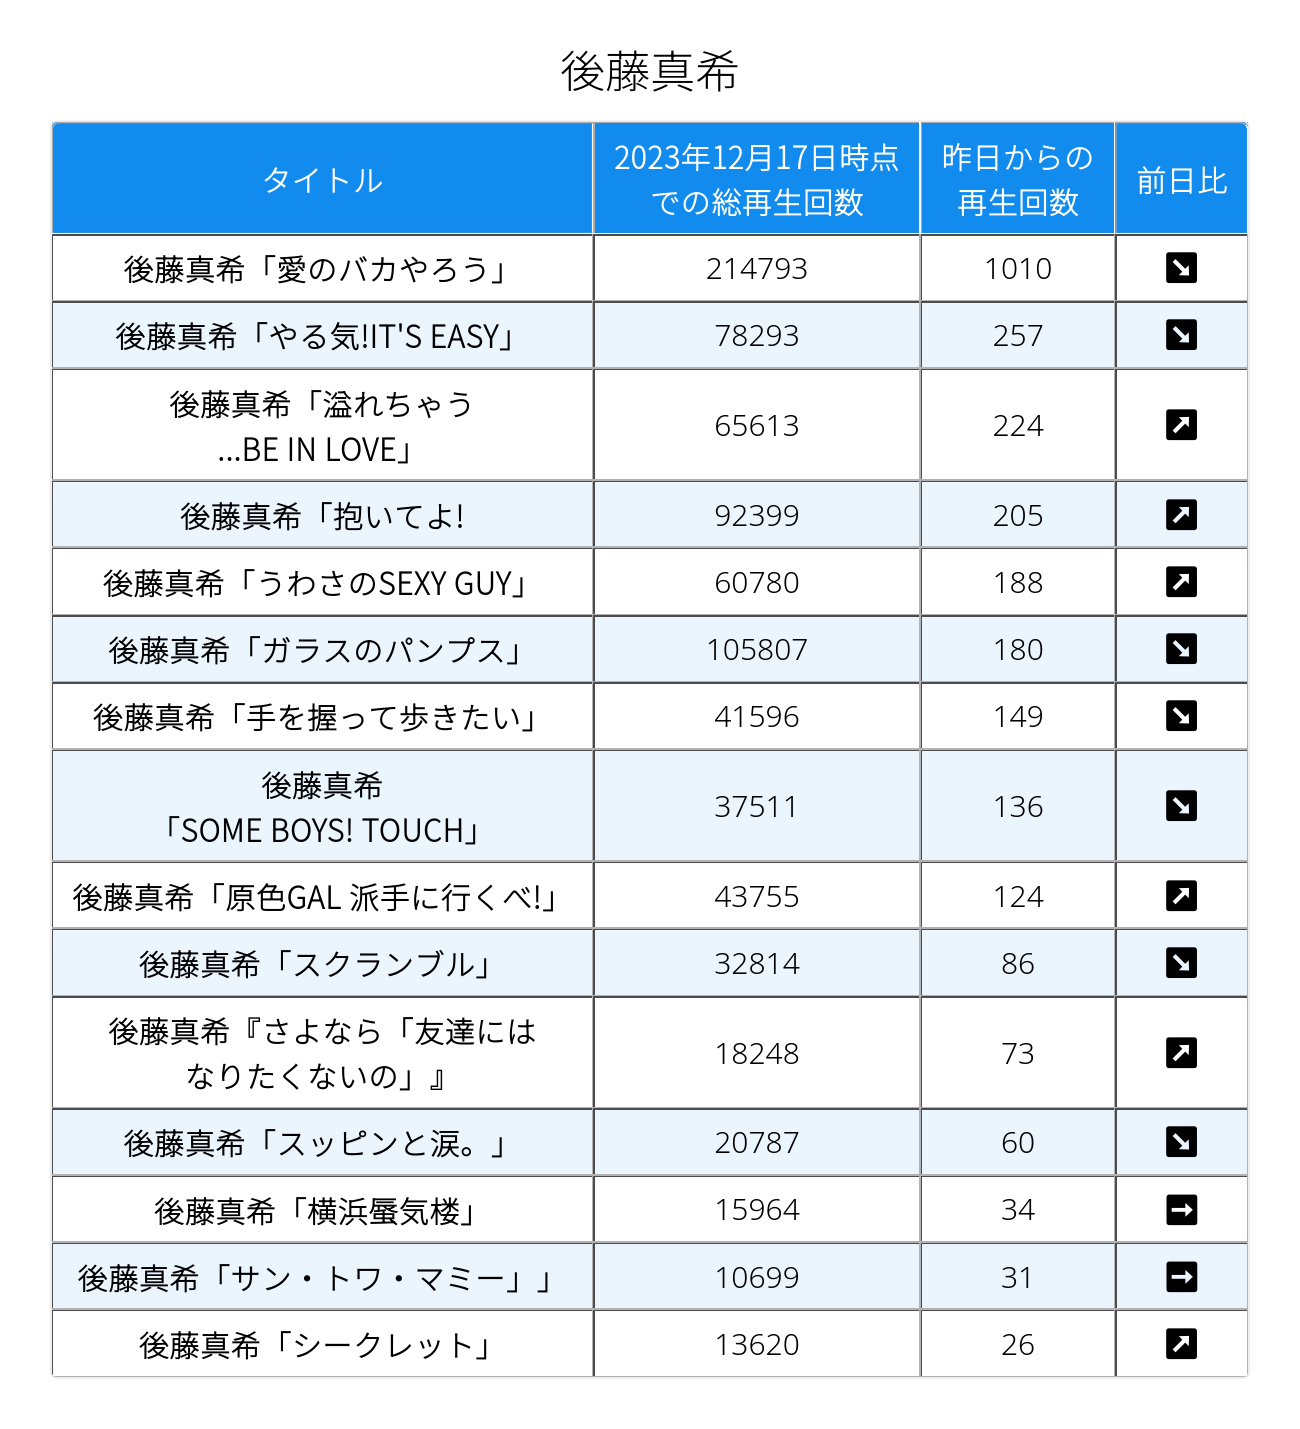 後藤真希
タイトル
2023年12月17日時点
での総再生回数
昨日からの
再生回数
前日比
後藤真希「愛のバカやろう」 214793 1010 ↘
後藤真希「やる気!IT'S EASY」 78293 257 ↘
後藤真希「溢れちゃう
...BE IN LOVE」 65613 224 ↗
後藤真希「抱いてよ! 92399 205 ↗
後藤真希「うわさのSEXY GUY」 60780 188 ↗
後藤真希「ガラスのパンプス」 105807 180 ↘
後藤真希「手を握って歩きたい」 41596 149 ↘
後藤真希
「SOME BOYS! TOUCH」 37511 136 ↘
後藤真希「原色GAL 派手に行くべ!」 43755 124 ↗
後藤真希「スクランブル」 32814 86 ↘
後藤真希『さよなら「友達には
なりたくないの」』 18248 73 ↗
後藤真希「スッピンと涙。」 20787 60 ↘
後藤真希「横浜蜃気楼」 15964 34 →
後藤真希「サン・トワ・マミー」」 10699 31 →
後藤真希「シークレット」 13620 26 ↗